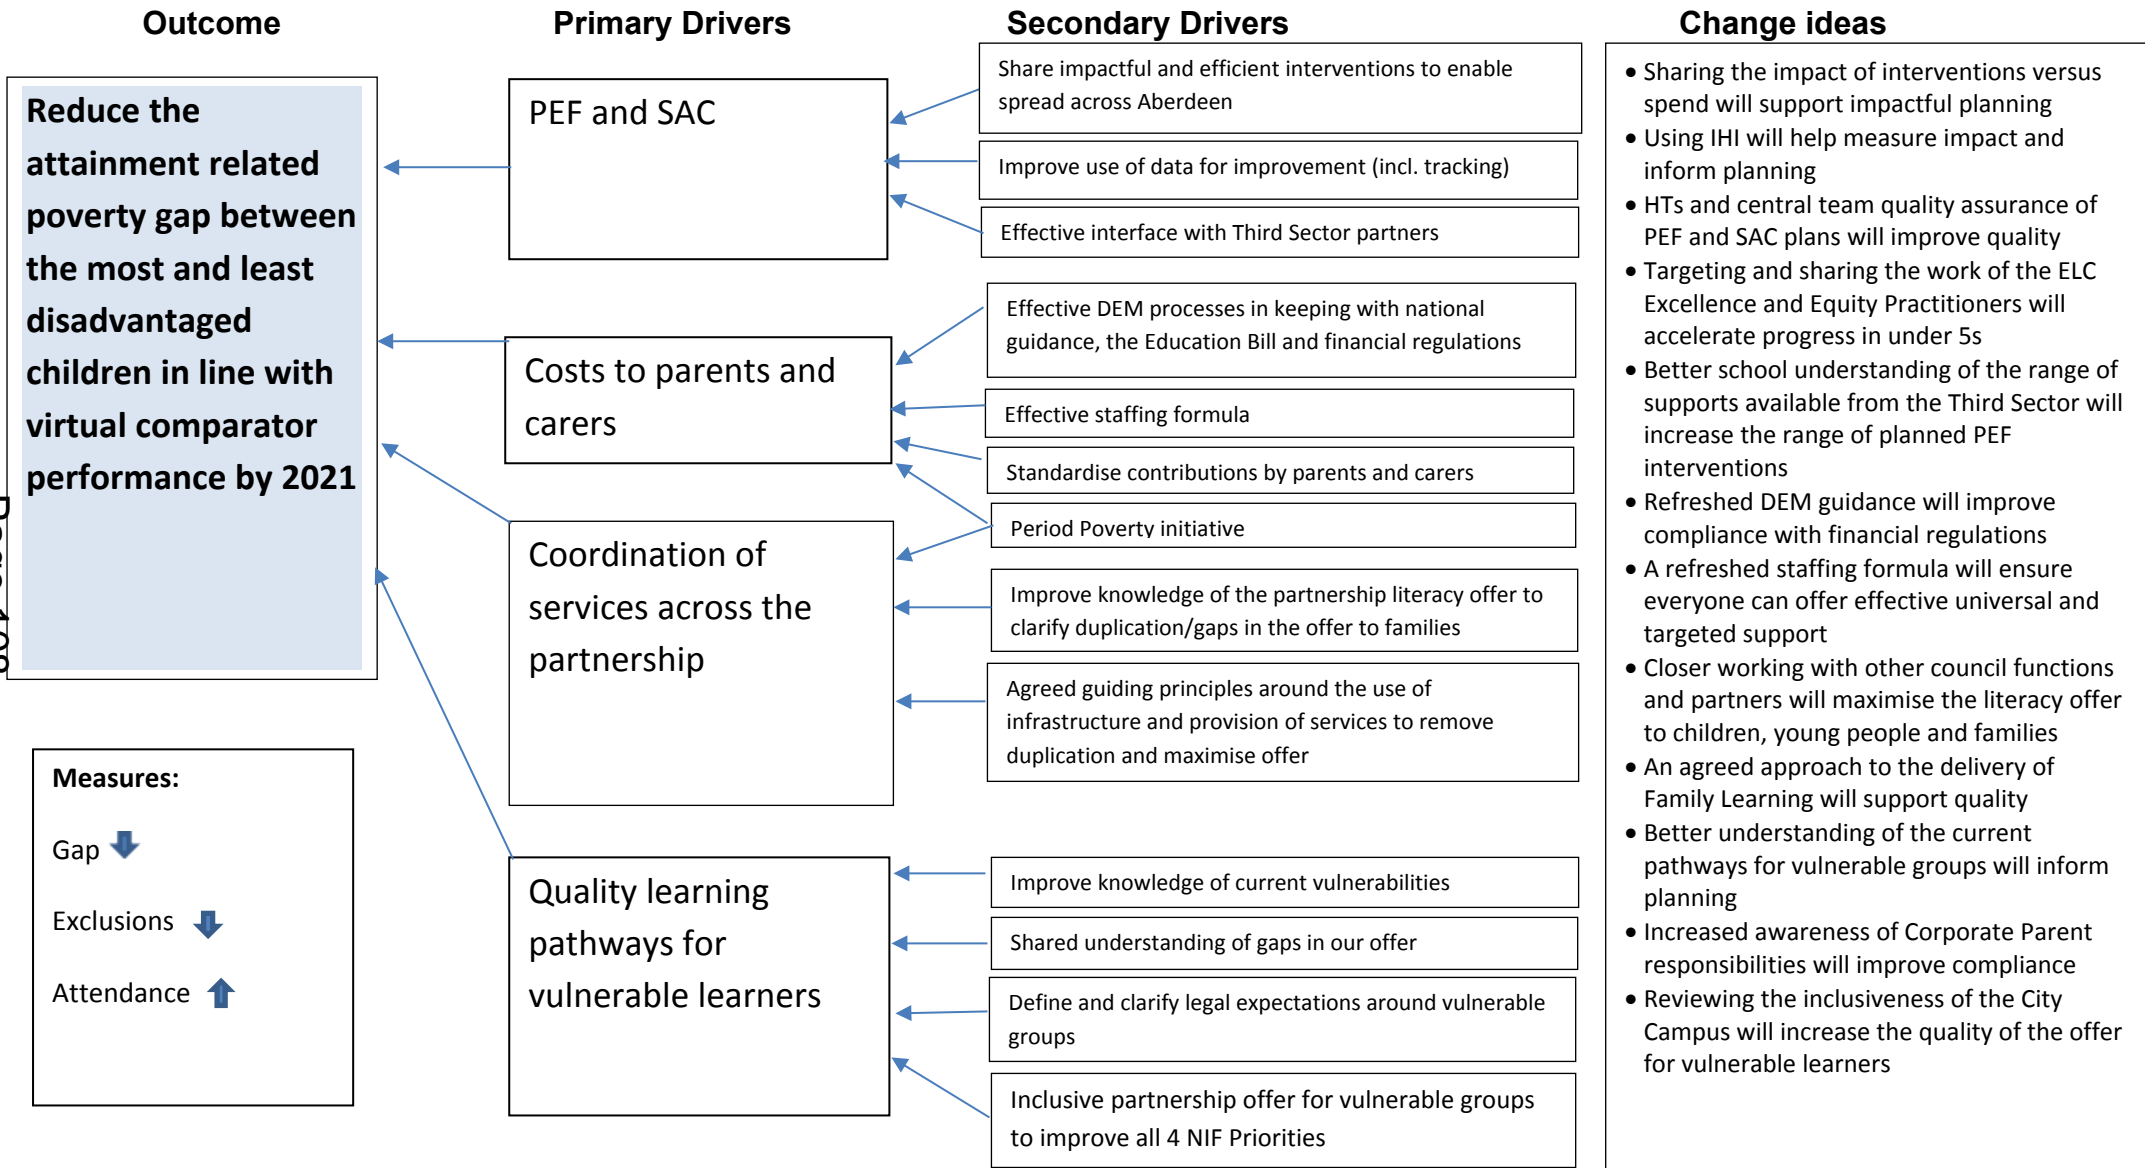 Outcome
Primary Drivers
Secondary Drivers
Change ideas
Reduce the
attainment related
poverty gap between
the most and least
disadvantaged
children in line with
virtual comparator
performance by 2021
Measures:
Gap
Exclusions
Attendance
PEF and SAC
Costs to parents and
carers
Coordination of
services across the
partnership
Quality learning
pathways for
vulnerable learners
Share impactful and efficient interventions to enable
spread across Aberdeen
Improve use of data for improvement (incl. tracking)
Effective interface with Third Sector partners
Effective DEM processes in keeping with national
guidance, the Education Bill and financial regulations
Effective staffing formula
Standardise contributions by parents and carers
Period Poverty initiative
Improve knowledge of the partnership literacy offer to
clarify duplication/gaps in the offer to families
Agreed guiding principles around the use of
infrastructure and provision of services to remove
duplication and maximise offer
Improve knowledge of current vulnerabilities
Shared understanding of gaps in our offer
Define and clarify legal expectations around vulnerable
groups
Inclusive partnership offer for vulnerable groups
to improve all 4 NIF Priorities
• Sharing the impact of interventions versus
spend will support impactful planning
• Using IHI will help measure impact and
inform planning
• HTs and central team quality assurance of
PEF and SAC plans will improve quality
• Targeting and sharing the work of the ELC
Excellence and Equity Practitioners will
accelerate progress in under 5s
• Better school understanding of the range of
supports available from the Third Sector will
increase the range of planned PEF
interventions
• Refreshed DEM guidance will improve
compliance with financial regulations
• A refreshed staffing formula will ensure
everyone can offer effective universal and
targeted support
• Closer working with other council functions
and partners will maximise the literacy offer
to children, young people and families
• An agreed approach to the delivery of
Family Learning will support quality
• Better understanding of the current
pathways for vulnerable groups will inform
planning
• Increased awareness of Corporate Parent
responsibilities will improve compliance
• Reviewing the inclusiveness of the City
Campus will increase the quality of the offer
for vulnerable learners